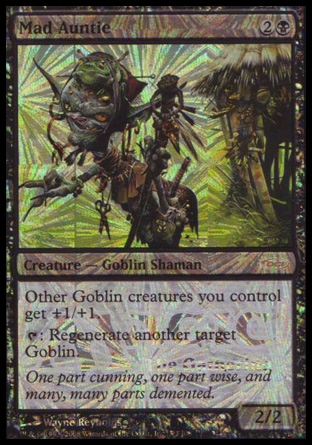 Mad Auntie 2
Creature — Goblin Shaman
Other Goblin creatures you control
get +1/+1.
: Regenerate another target
Goblin.
One part cunning, one part wise, and
many, many parts demented.
Wayne
2/2